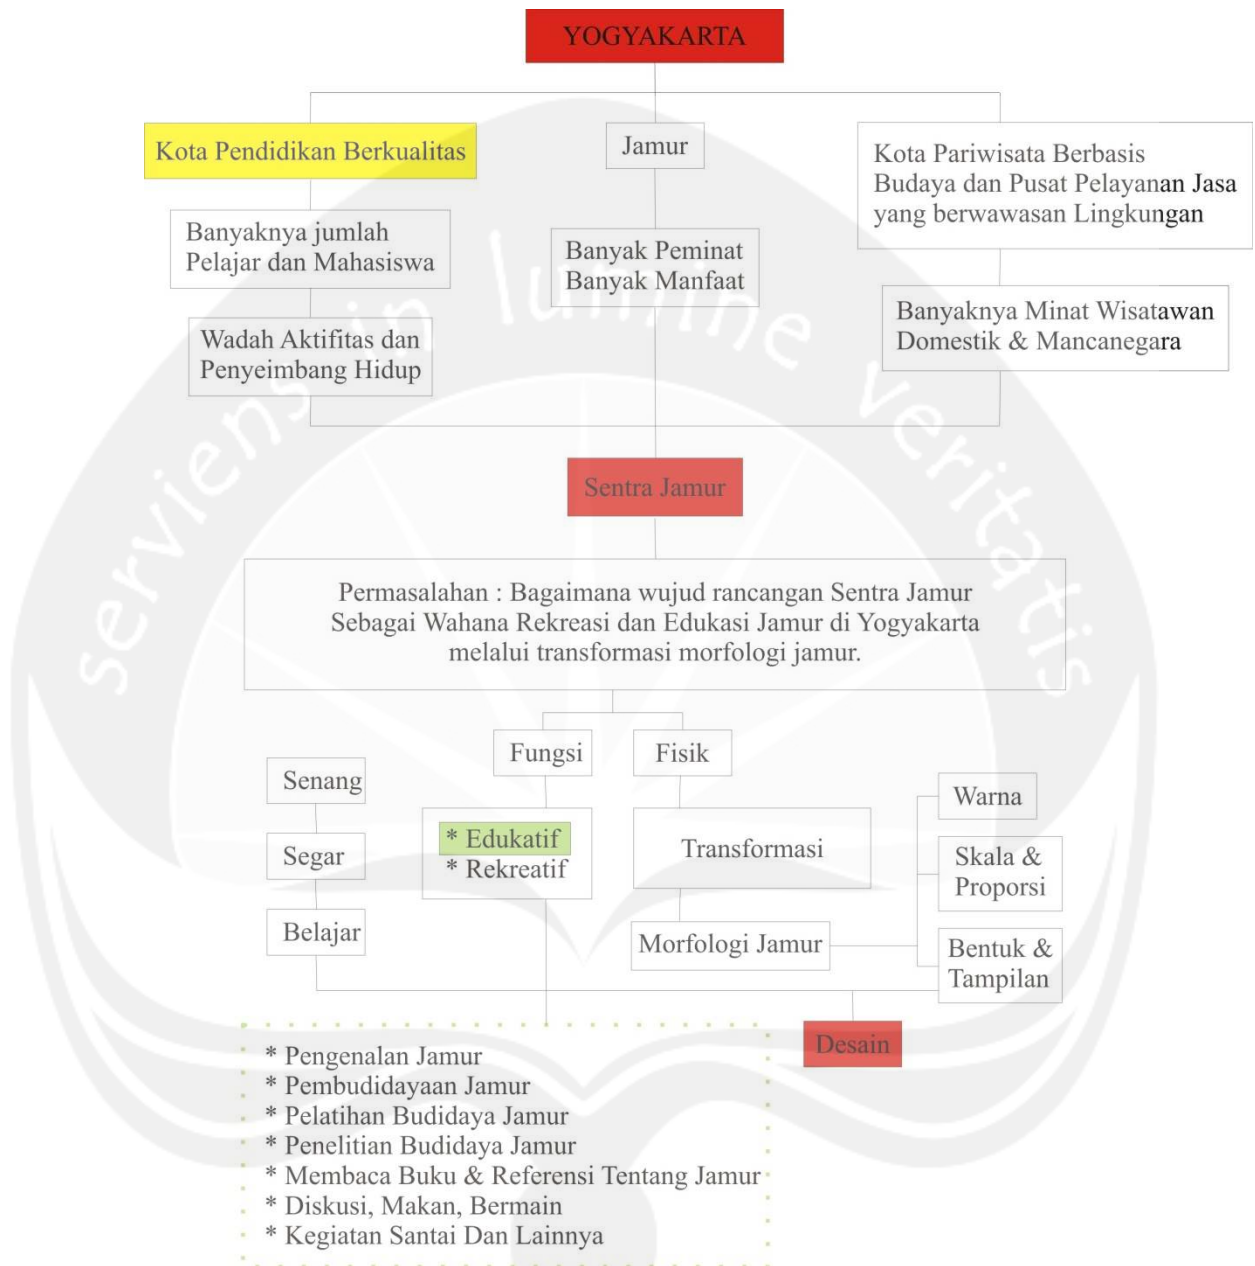 YOGYAKARTA
Kota Pendidikan Berkualitas
Jamur
Kota Pariwisata Berbasis
Budaya dan Pusat Pelayanan Jasa
yang berwawasan Lingkungan
Banyaknya jumlah
Pelajar dan Mahasiswa
Banyak Peminat
Banyak Manfaat
Banyaknya Minat Wisatawan
Domestik & Mancanegara
Wadah Aktifitas dan
Penyeimbang Hidup
Sentra Jamur
Permasalahan : Bagaimana wujud rancangan Sentra Jamur
Sebagai Wahana Rekreasi dan Edukasi Jamur di Yogyakarta
melalui transformasi morfologi jamur.
Fungsi
Fisik
Senang
Segar
Belajar
* Edukatif
* Rekreatif
Transformasi
Morfologi Jamur
Warna
Skala &
Proporsi
Bentuk &
Tampilan
Desain
* Pengenalan Jamur
* Pembudidayaan Jamur
* Pelatihan Budidaya Jamur
* Penelitian Budidaya Jamur
* Membaca Buku & Referensi Tentang Jamur
* Diskusi, Makan, Bermain
* Kegiatan Santai Dan Lainnya
serviens in lumine veritatis